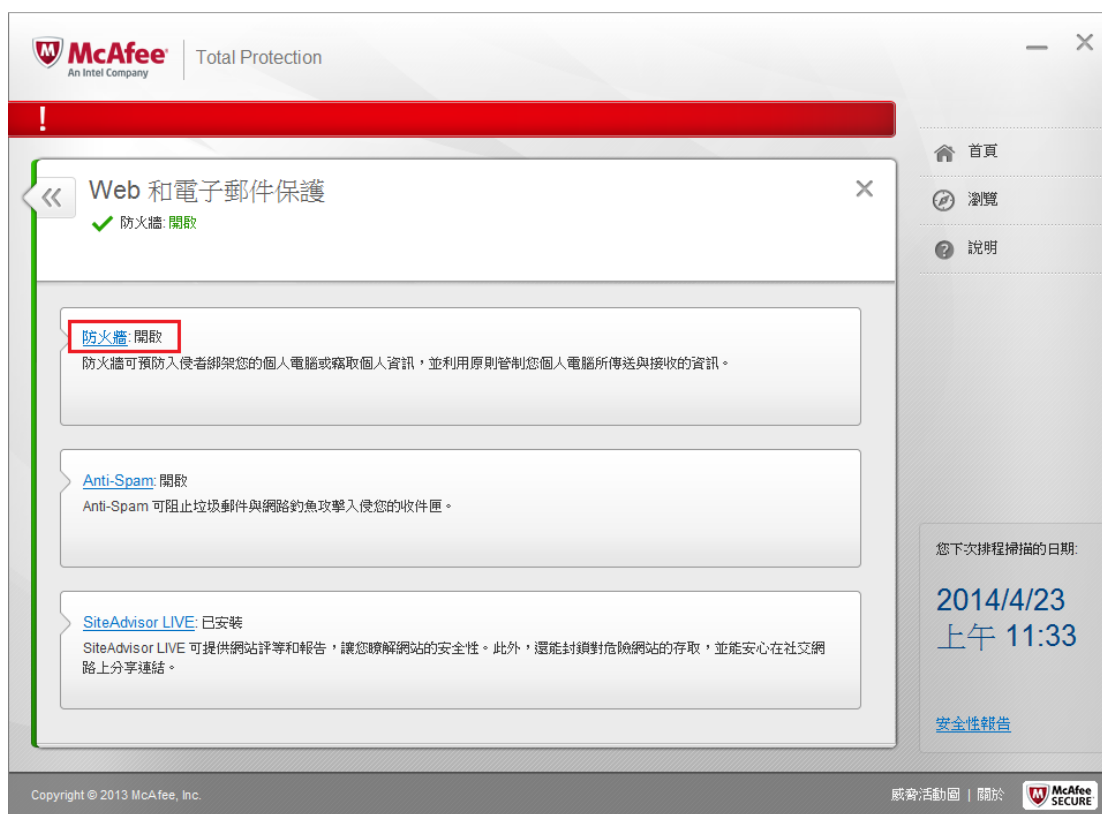 McAfee
An Intel Company
Total Protection
!
首頁
瀏覽
說明
Web 和電子郵件保護
防火牆: 開啟
防火牆: 開啟
防火牆可預防入侵者綁架您的個人電腦或竊取個人資訊，並利用原則管制您個人電腦所傳送與接收的資訊。
Anti-Spam: 開啟
Anti-Spam 可阻止垃圾郵件與網路釣魚攻擊入侵您的收件匣。
SiteAdvisor LIVE: 已安裝
SiteAdvisor LIVE 可提供網站評等和報告，讓您瞭解網站的安全性。此外，還能封鎖對危險網站的存取，並能安心在社交網
路上分享連結。
您下次排程掃描的日期:
2014/4/23
上午 11:33
安全性報告
Copyright © 2013 McAfee, Inc.
威脅活動圖 | 關於
McAfee
SECURE